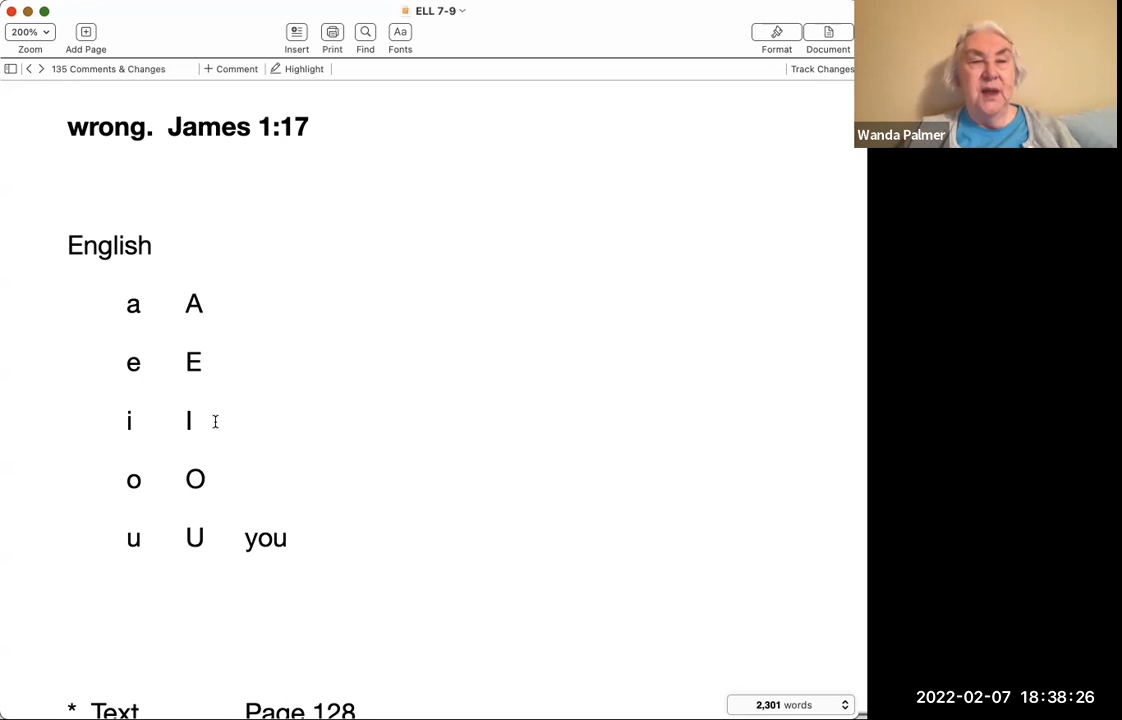 ELL 7-9
200%
Zoom Add Page Insert Print Find Fonts Format Document
135 Comments & Changes + Comment Highlight Track Changes
Wanda Palmer
wrong. James 1:17
English
a A
e E
i I
o O
u U you
* Text Page 128
2,301 words
2022-02-07 18:38:26